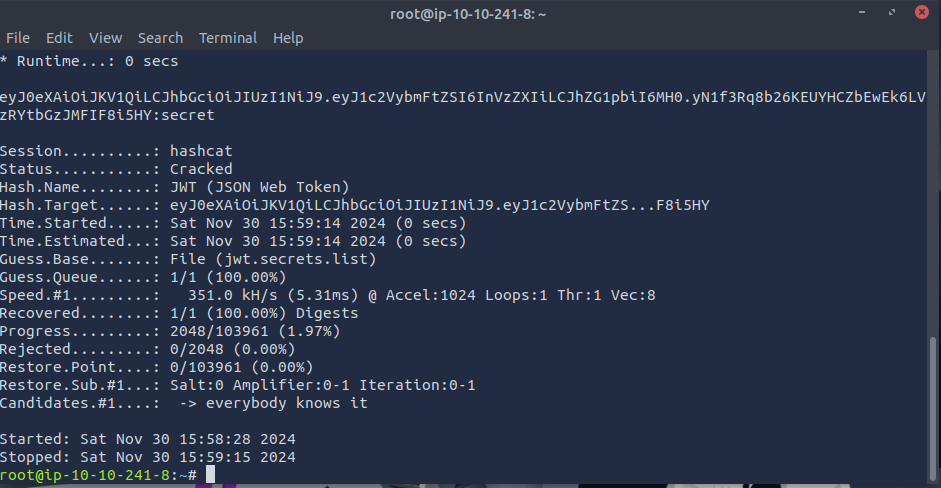 root@ip-10-10-241-8: ~
File Edit View Search Terminal Help
* Runtime...: 0 secs
eyJ0eXAiOiJKV1QiLCJhbGciOiJIUzI1NiJ9.eyJ1c2VybmFtZSI6InVzZXIiLCJhZG1pbiI6MH0.yN1f3Rq8b26KEUYHCZbEwEk6LV
zRYtbGzJMFIF8i5HY:secret
Session..........: hashcat
Status...........: Cracked
Hash.Name........: JWT (JSON Web Token)
Hash.Target......: eyJ0eXAiOiJKV1QiLCJhbGciOiJIUzI1NiJ9.eyJ1c2VybmFtZS...F8i5HY
Time.Started.....: Sat Nov 30 15:59:14 2024 (0 secs)
Time.Estimated...: Sat Nov 30 15:59:14 2024 (0 secs)
Guess.Base.......: File (jwt.secrets.list)
Guess.Queue......: 1/1 (100.00%)
Speed.#1.........:   351.0 kH/s (5.31ms) @ Accel:1024 Loops:1 Thr:1 Vec:8
Recovered........: 1/1 (100.00%) Digests
Progress.........: 2048/103961 (1.97%)
Rejected.........: 0/2048 (0.00%)
Restore.Point....: 0/103961 (0.00%)
Restore.Sub.#1...: Salt:0 Amplifier:0-1 Iteration:0-1
Candidates.#1....:  -> everybody knows it
Started: Sat Nov 30 15:58:28 2024
Stopped: Sat Nov 30 15:59:15 2024
root@ip-10-10-241-8:~#